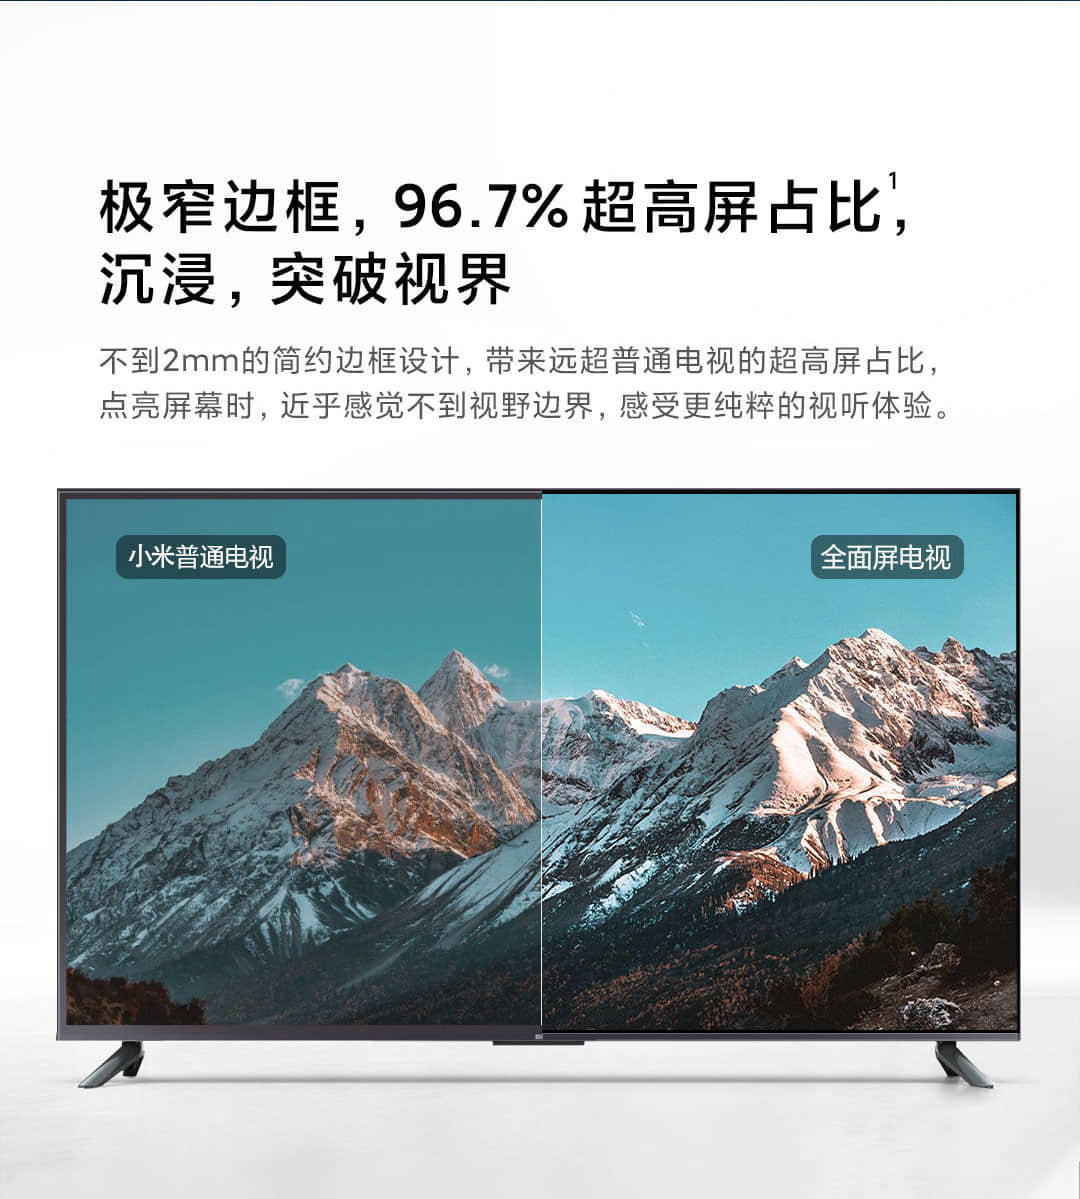 极窄边框，96.7%超高屏占比1，
沉浸，突破视界
不到2mm的简约边框设计，带来远超普通电视的超高屏占比，
点亮屏幕时，近乎感觉不到视野边界，感受更纯粹的视听体验。
小米普通电视
全面屏电视